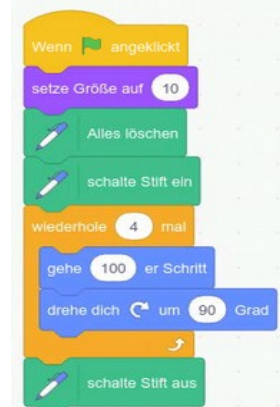 Wenn angeklickt
setze Größe auf 10
Alles löschen
schalte Stift ein
wiederhole 4 mal
gehe 100 er Schritt
drehe dich um 90 Grad
schalte Stift aus